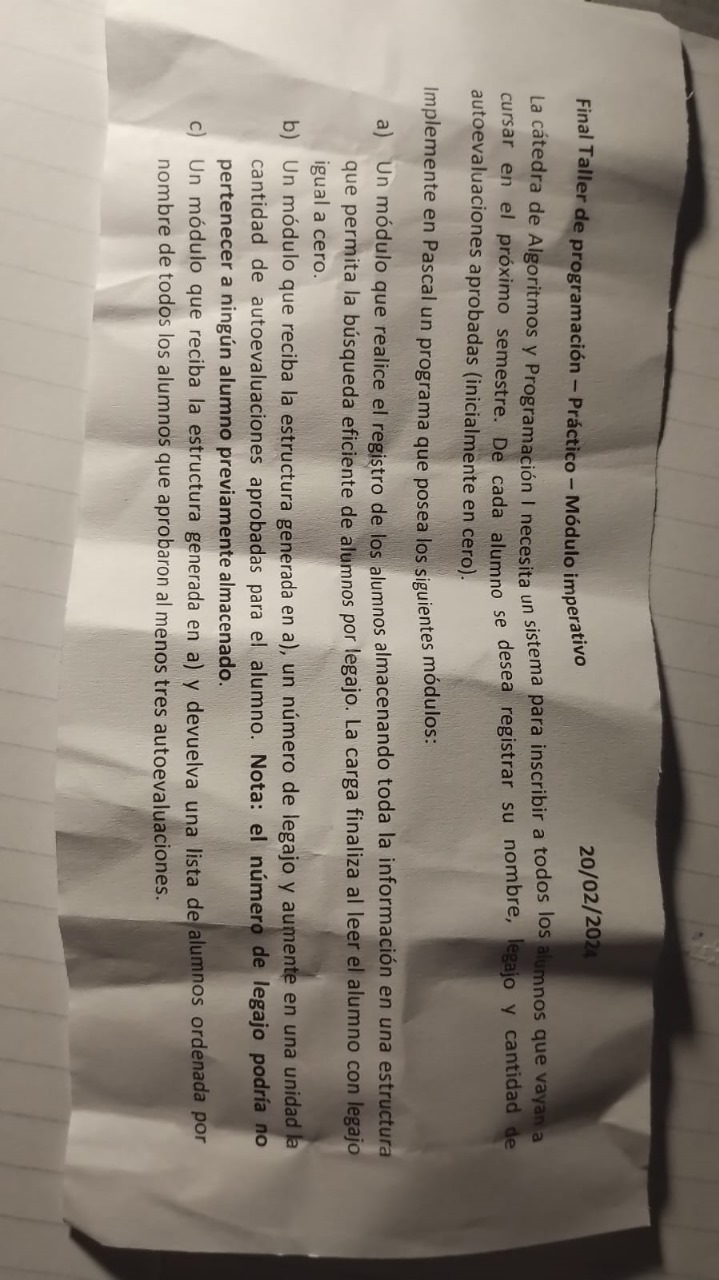 Final Taller de programación – Práctico – Módulo imperativo 20/02/2024
La cátedra de Algoritmos y Programación I necesita un sistema para inscribir a todos los alumnos que vayan a
cursar en el próximo semestre. De cada alumno se desea registrar su nombre, legajo y cantidad de
autoevaluaciones aprobadas (inicialmente en cero).
Implemente en Pascal un programa que posea los siguientes módulos:
a) Un módulo que realice el registro de los alumnos almacenando toda la información en una estructura
que permita la búsqueda eficiente de alumnos por legajo. La carga finaliza al leer el alumno con legajo
igual a cero.
b) Un módulo que reciba la estructura generada en a), un número de legajo y aumente en una unidad la
cantidad de autoevaluaciones aprobadas para el alumno. Nota: el número de legajo podría no
pertenecer a ningún alumno previamente almacenado.
c) Un módulo que reciba la estructura generada en a) y devuelva una lista de alumnos ordenada por
nombre de todos los alumnos que aprobaron al menos tres autoevaluaciones.